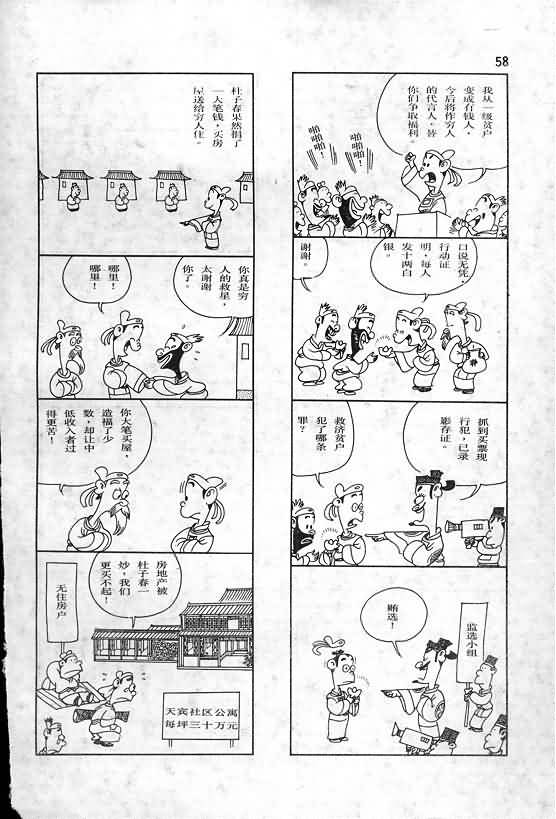 58
我从一级贫户
变成有钱人，
今后将作穷人
的代言人，替
你们争取福利。
啪啪啪！
啪啪啪！
口说无凭，
行动证
明，每人
发十两白
银。
谢谢。
抓到买票现
行犯，已录
影存证。
救济贫户
犯了哪条
罪？
贿选！
监选小组
杜子春果然捐了
一大笔钱，买房
屋送给穷人住。
你真是穷
人的救星，
太谢谢
你了。
哪里！
哪里！
你大笔买屋，
造福了少
数，却让中
低收入者过
得更苦！
房地产被
杜子春一
炒，我们
更买不起！
无住房户
天宾社区公寓
每坪三十万元